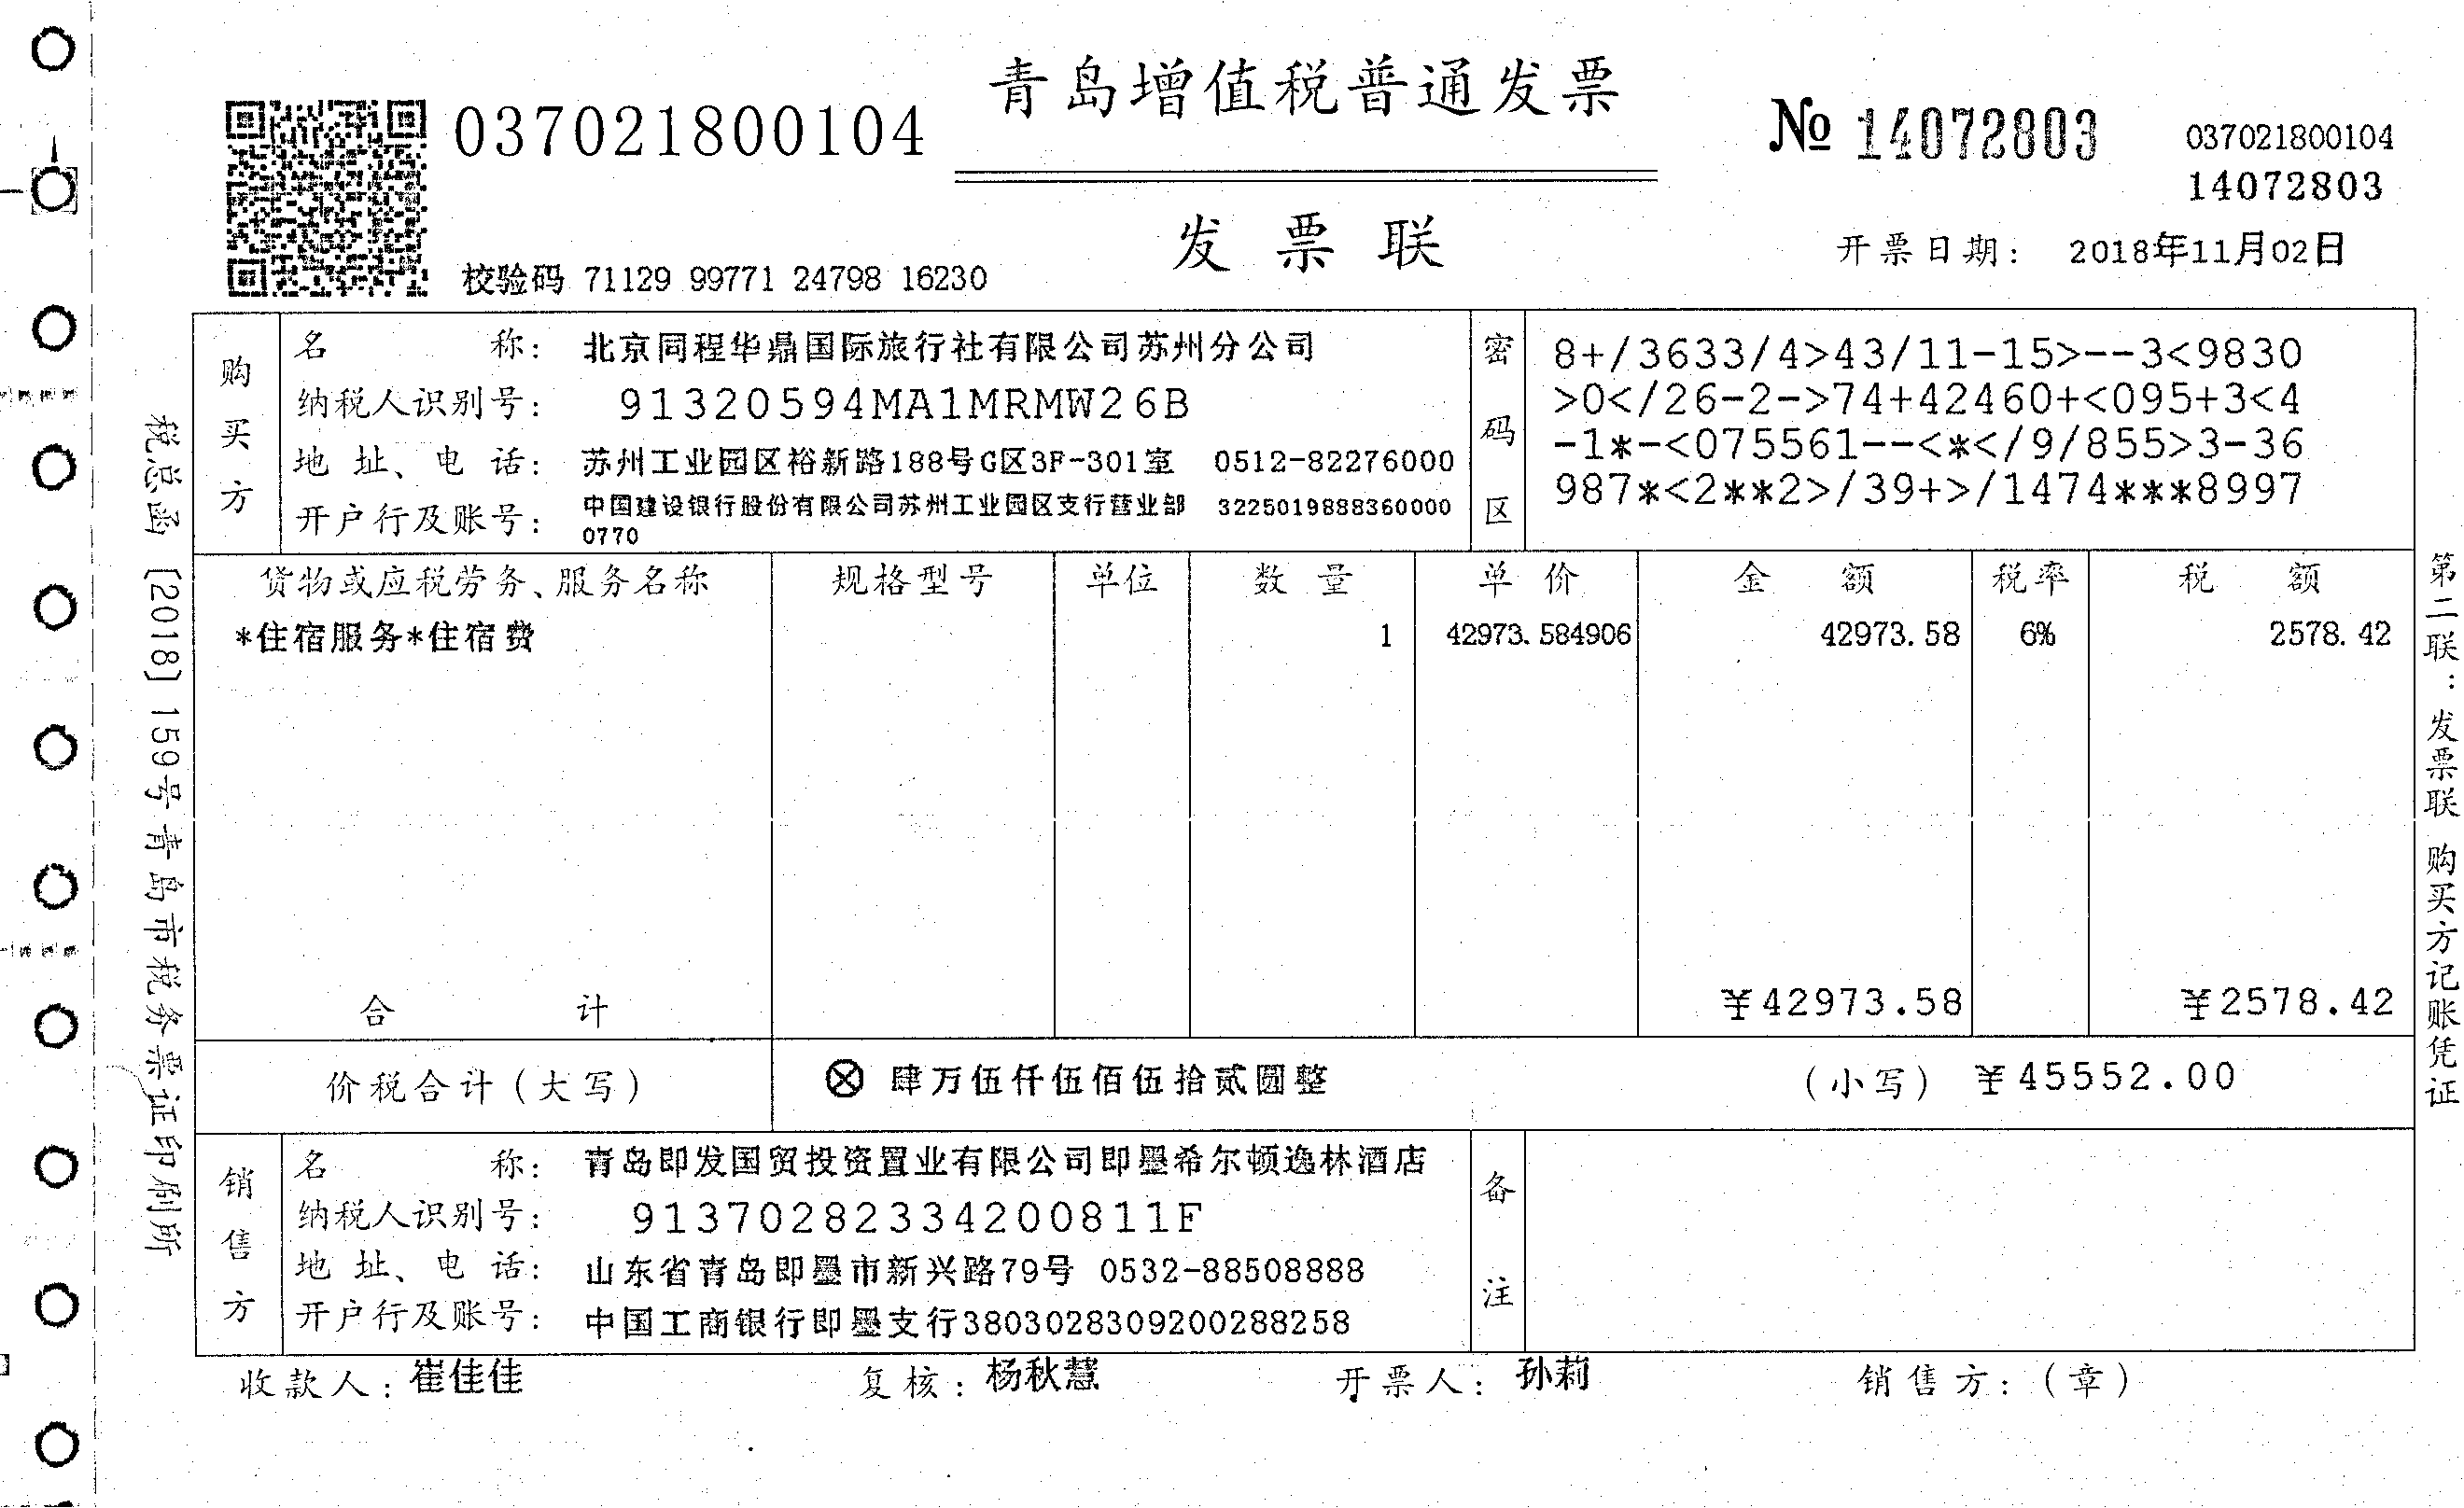 青岛增值税普通发票
037021800104
№ 14072803
037021800104
14072803
发票联
开票日期： 2018年11月02日
校验码 71129 99771 24798 16230
购买方
名称： 北京同程华鼎国际旅行社有限公司苏州分公司
纳税人识别号： 91320594MA1MRMW26B
地址、电话： 苏州工业园区裕新路188号G区3F-301室 0512-82276000
开户行及账号： 中国建设银行股份有限公司苏州工业园区支行营业部 3225019888360000
0770
密码区
8+/3633/4>43/11-15>--3<9830
>0</26-2->74+42460+<095+3<4
-1*-<075561--<*</9/855>3-36
987*<2**2>/39+>/1474***8997
货物或应税劳务、服务名称 规格型号 单位 数量 单价 金额 税率 税额
*住宿服务*住宿费 1 42973.584906 42973.58 6% 2578.42
合计 ￥42973.58 ￥2578.42
价税合计（大写） ⊗ 肆万伍仟伍佰伍拾贰圆整 （小写） ￥45552.00
销售方
名称： 青岛即发国贸投资置业有限公司即墨希尔顿逸林酒店
纳税人识别号： 91370282334200811F
地址、电话： 山东省青岛即墨市新兴路79号 0532-88508888
开户行及账号： 中国工商银行即墨支行3803028309200288258
备注
收款人：崔佳佳 复核：杨秋慧 开票人：孙莉 销售方：（章）
税总函［2018］159号青岛市税务票证印刷所
第二联：发票联 购买方记账凭证